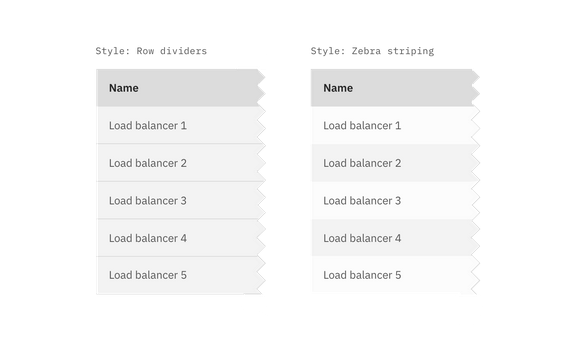 Style: Row dividers
Name
Load balancer 1
Load balancer 2
Load balancer 3
Load balancer 4
Load balancer 5
Style: Zebra striping
Name
Load balancer 1
Load balancer 2
Load balancer 3
Load balancer 4
Load balancer 5